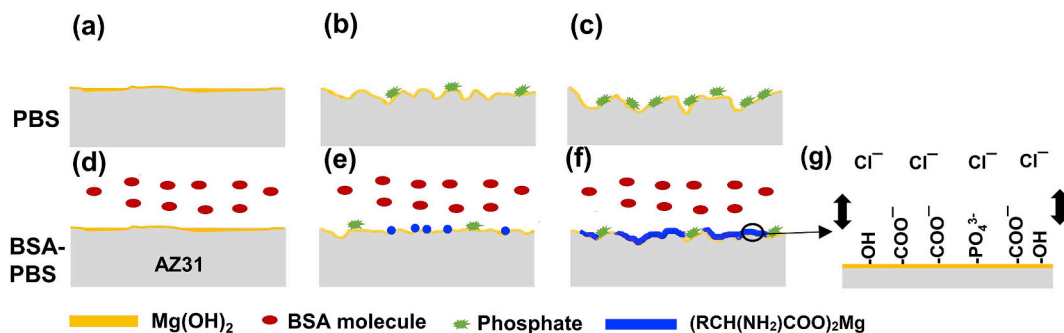 (a)
(b)
(c)
PBS
(d)
(e)
(f)
(g)
Cl⁻ Cl⁻ Cl⁻ Cl⁻
BSA-
PBS
AZ31
-OH
-COO⁻
-COO⁻
-PO₄³⁻
-COO⁻
-OH
Mg(OH)₂
BSA molecule
Phosphate
(RCH(NH₂)COO)₂Mg